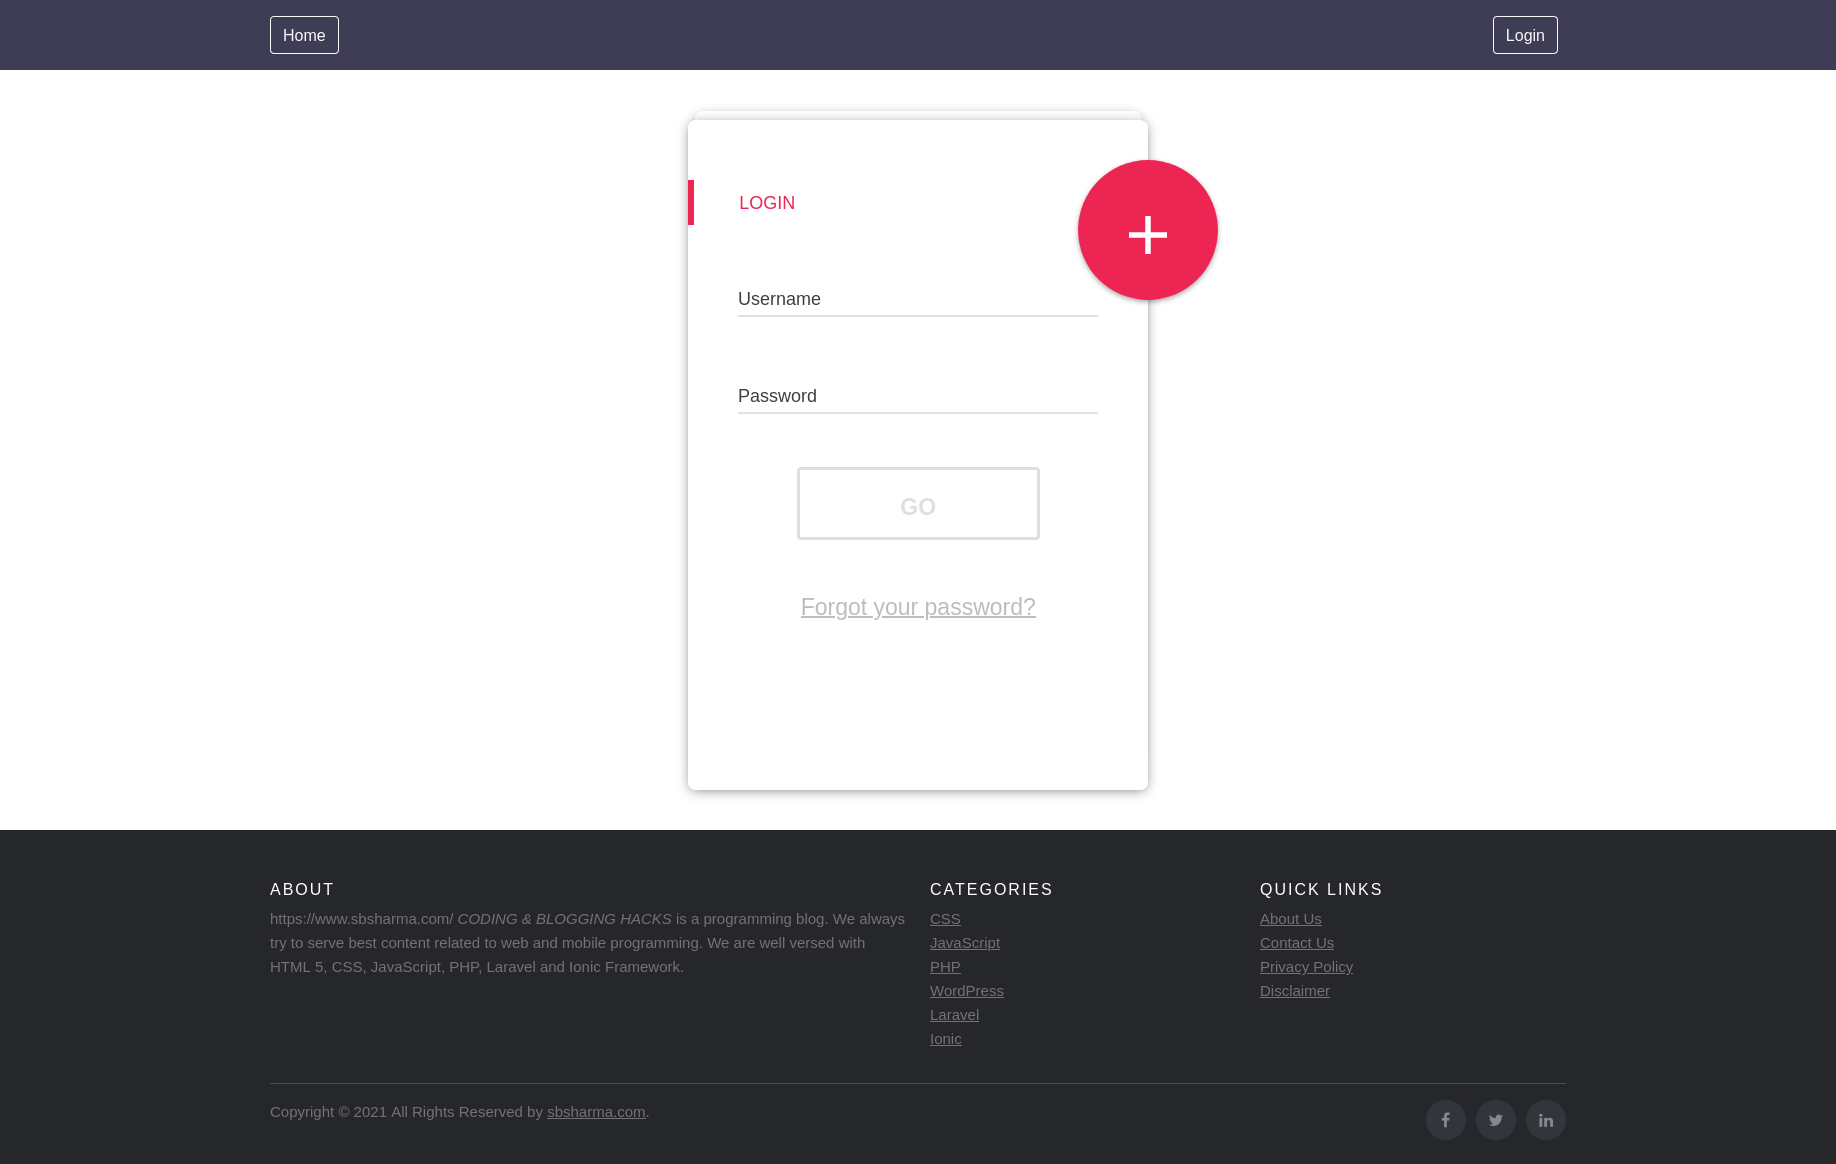 Home
Login
LOGIN
+
Username
Password
GO
Forgot your password?
ABOUT
https://www.sbsharma.com/ CODING & BLOGGING HACKS is a programming blog. We always
try to serve best content related to web and mobile programming. We are well versed with
HTML 5, CSS, JavaScript, PHP, Laravel and Ionic Framework.
CATEGORIES
CSS
JavaScript
PHP
WordPress
Laravel
Ionic
QUICK LINKS
About Us
Contact Us
Privacy Policy
Disclaimer
Copyright © 2021 All Rights Reserved by sbsharma.com.